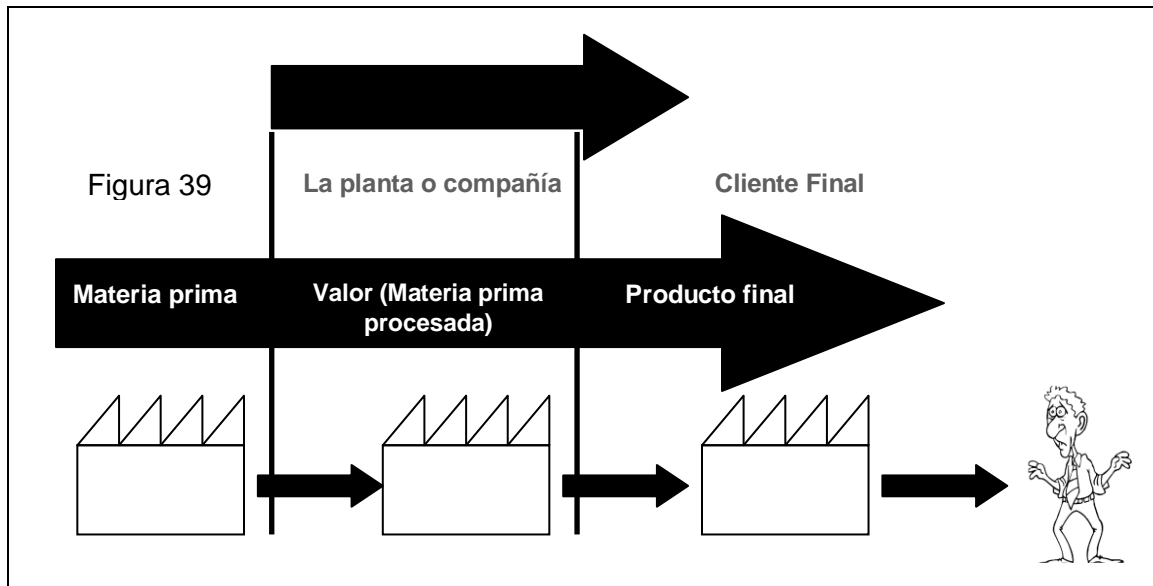 Figura 39
La planta o compañía
Cliente Final
Materia prima
Valor (Materia prima
procesada)
Producto final